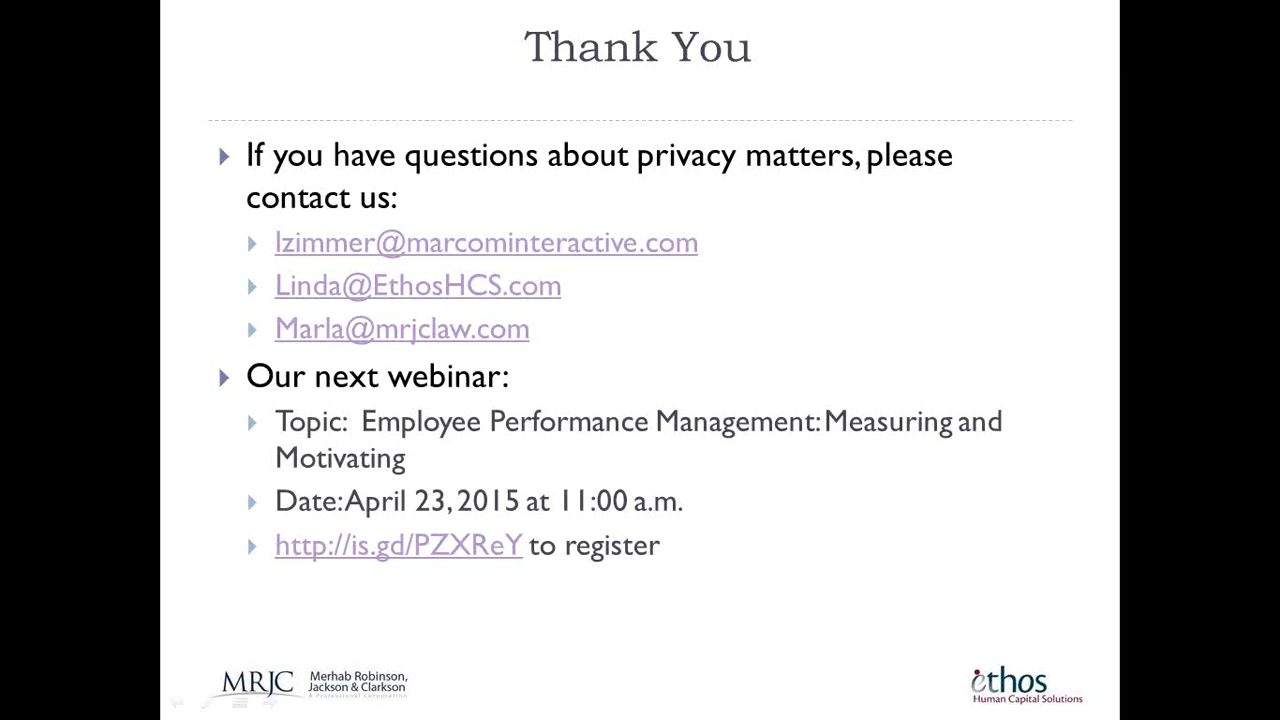 Thank You
If you have questions about privacy matters, please
contact us:
lzimmer@marcominteractive.com
Linda@EthosHCS.com
Marla@mrjclaw.com
Our next webinar:
Topic: Employee Performance Management: Measuring and
Motivating
Date: April 23, 2015 at 11:00 a.m.
http://is.gd/PZXReY to register
MRJC Merhab Robinson,
Jackson & Clarkson
A Professional Corporation
ethos
Human Capital Solutions